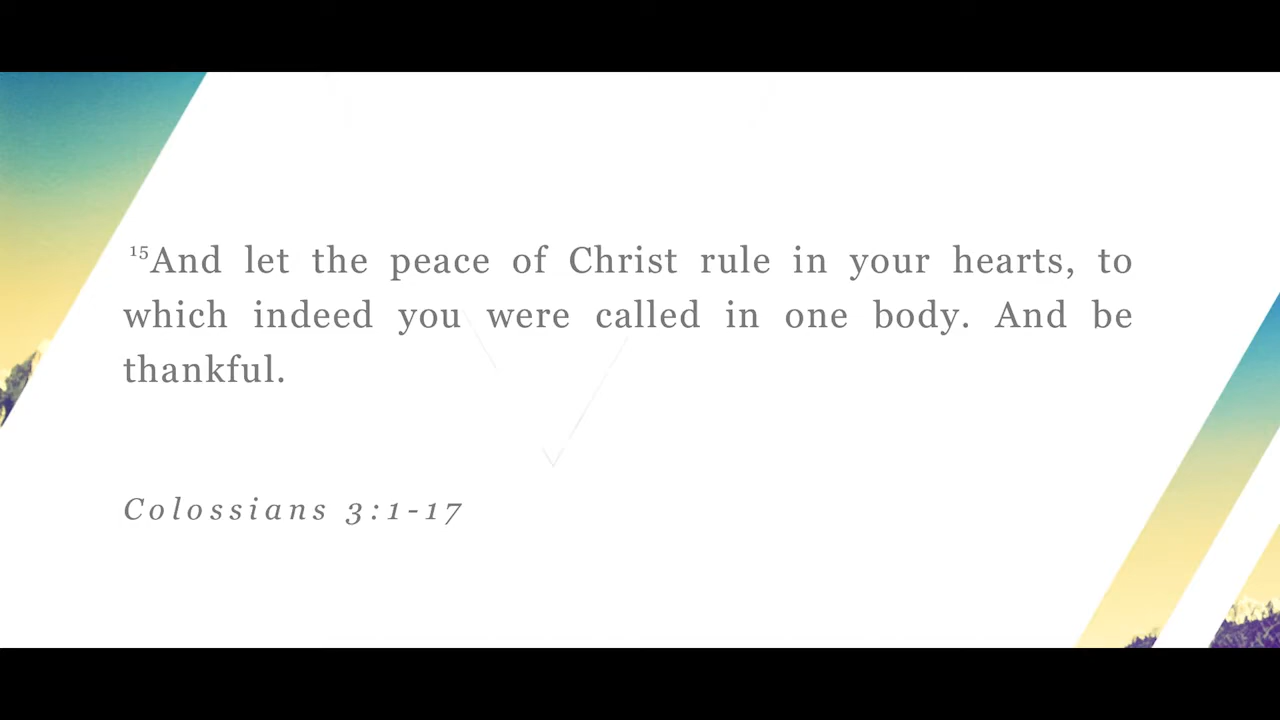 15And let the peace of Christ rule in your hearts, to
which indeed you were called in one body. And be
thankful.
Colossians 3:1-17